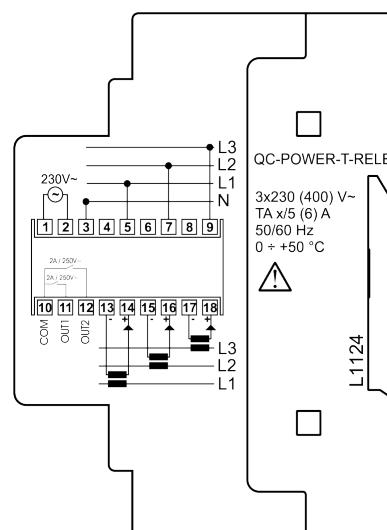 L3
L2
L1
N
230V~
1 2 3 4 5 6 7 8 9
2A / 250V~
2A / 250V~
10 11 12 13 14 15 16 17 18
- + - + - +
COM
OUT1
OUT2
L3
L2
L1
QC-POWER-T-RELE
3x230 (400) V~
TA x/5 (6) A
50/60 Hz
0 ÷ +50 °C
L1124